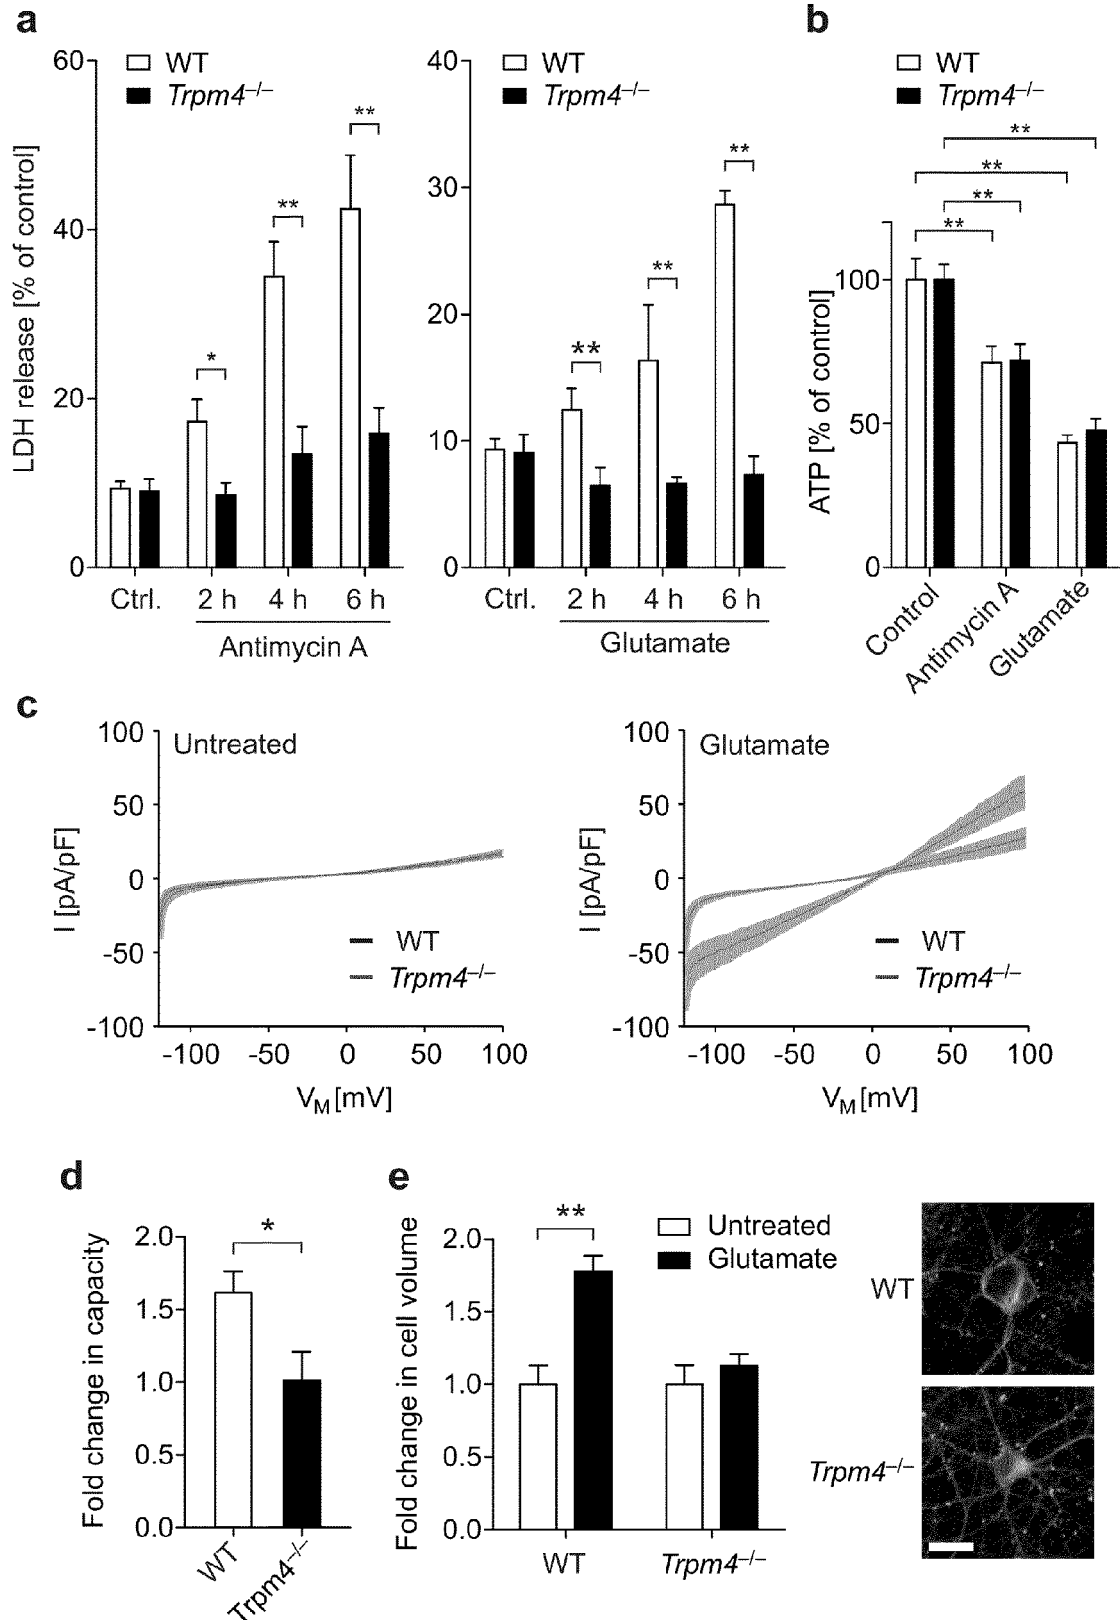 a
60
40
20
0
LDH release [% of control]
WT
Trpm4–/–
*
**
**
Ctrl.
2 h
4 h
6 h
Antimycin A
40
30
20
10
0
WT
Trpm4–/–
**
**
**
Ctrl.
2 h
4 h
6 h
Glutamate
b
WT
Trpm4–/–
**
**
**
**
100
50
0
ATP [% of control]
Control
Antimycin A
Glutamate
c
Untreated
100
50
0
-50
-100
I [pA/pF]
WT
Trpm4–/–
-100
-50
0
50
100
VM [mV]
Glutamate
100
50
0
-50
-100
I [pA/pF]
WT
Trpm4–/–
-100
-50
0
50
100
VM [mV]
d
2.0
1.5
1.0
0.5
0.0
Fold change in capacity
*
WT
Trpm4–/–
e
2.0
1.5
1.0
0.5
0.0
Fold change in cell volume
**
Untreated
Glutamate
WT
Trpm4–/–
WT
Trpm4–/–